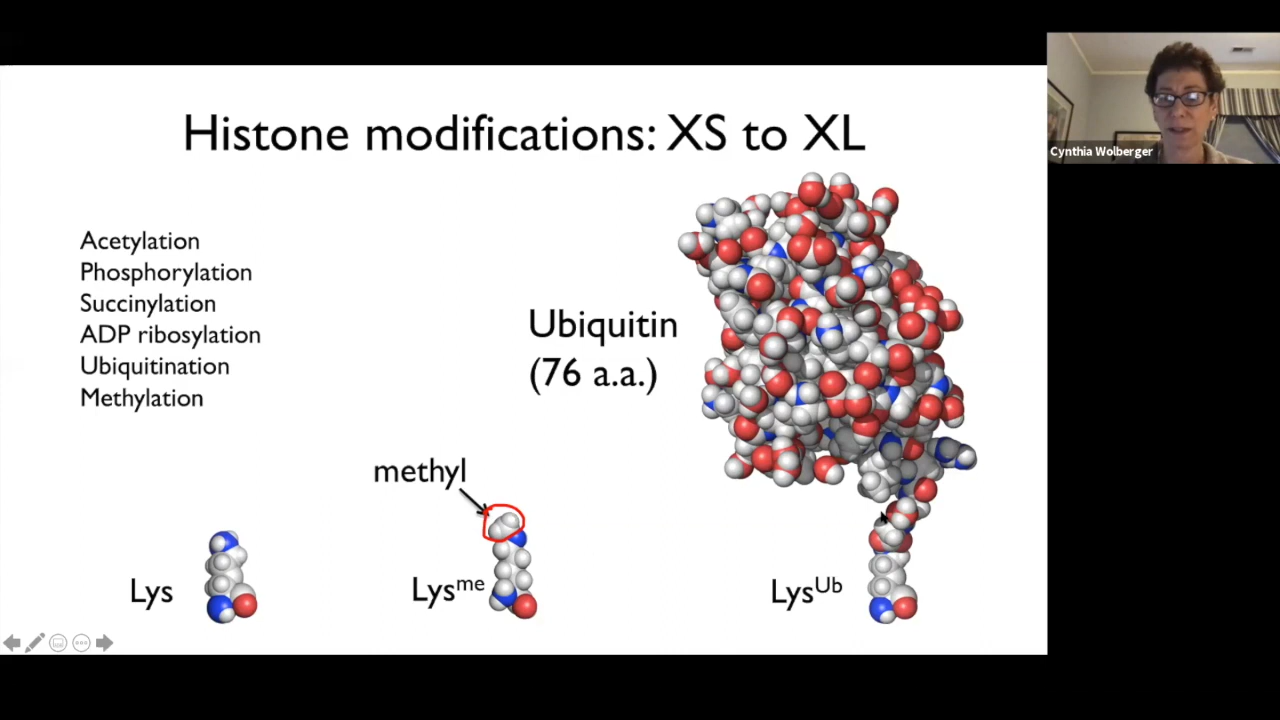 Histone modifications: XS to XL
Cynthia Wolberger
Acetylation
Phosphorylation
Succinylation
ADP ribosylation
Ubiquitination
Methylation
Ubiquitin
(76 a.a.)
methyl
Lys
Lysᵐᵉ
Lysᵁᵇ